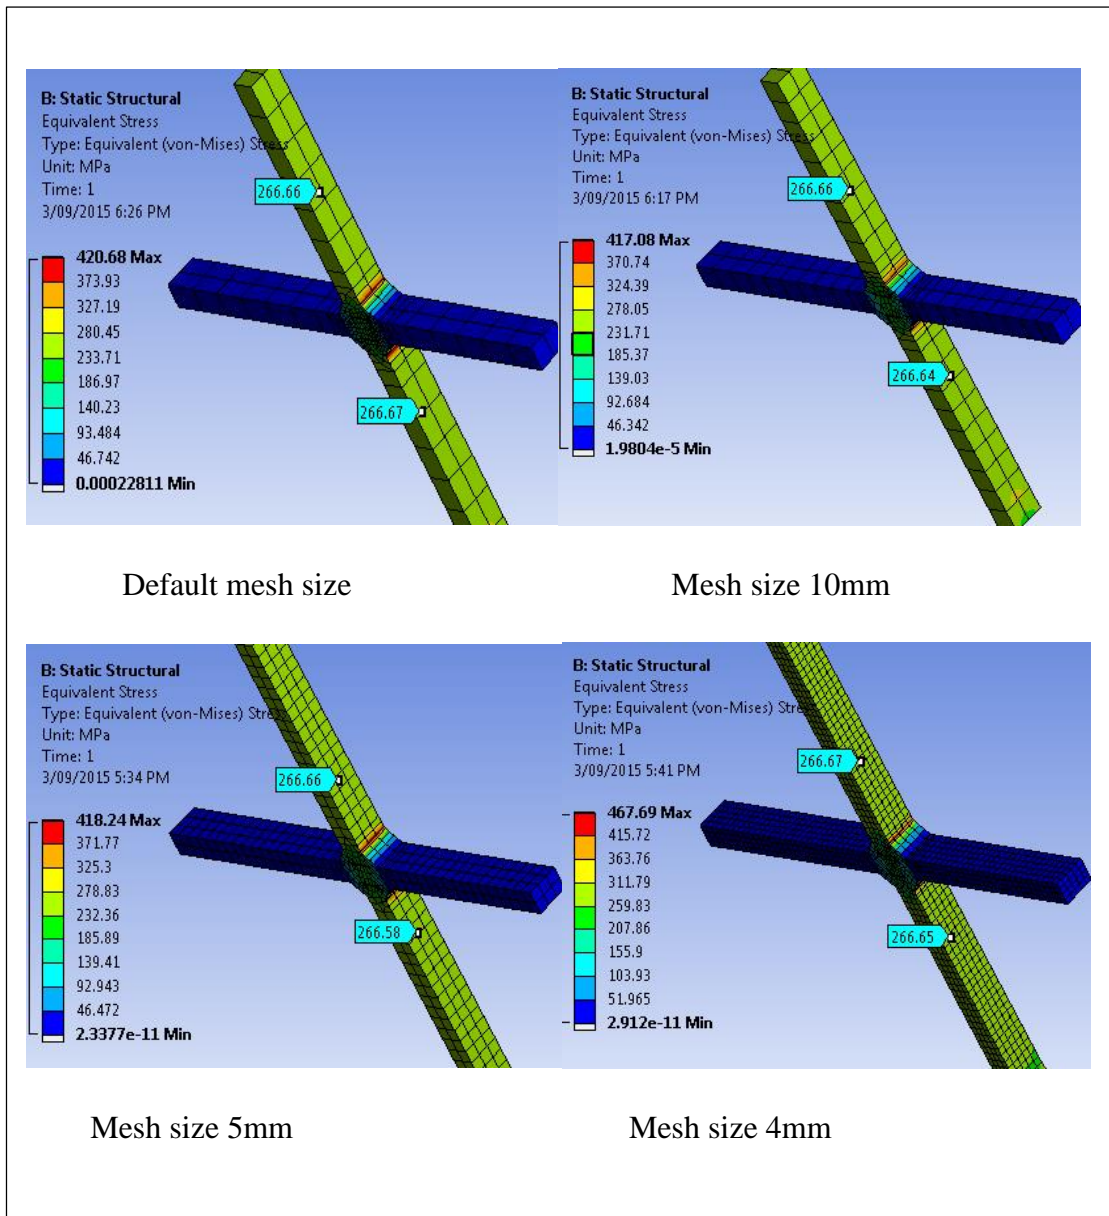 B: Static Structural
Equivalent Stress
Type: Equivalent (von-Mises) Stress
Unit: MPa
Time: 1
3/09/2015 6:26 PM
420.68 Max
373.93
327.19
280.45
233.71
186.97
140.23
93.484
46.742
0.00022811 Min
266.66
266.67
Default mesh size
B: Static Structural
Equivalent Stress
Type: Equivalent (von-Mises) Stress
Unit: MPa
Time: 1
3/09/2015 6:17 PM
417.08 Max
370.74
324.39
278.05
231.71
185.37
139.03
92.684
46.342
1.9804e-5 Min
266.66
266.64
Mesh size 10mm
B: Static Structural
Equivalent Stress
Type: Equivalent (von-Mises) Stre
Unit: MPa
Time: 1
3/09/2015 5:34 PM
418.24 Max
371.77
325.3
278.83
232.36
185.89
139.41
92.943
46.472
2.3377e-11 Min
266.66
266.58
Mesh size 5mm
B: Static Structural
Equivalent Stress
Type: Equivalent (von-Mises) Stress
Unit: MPa
Time: 1
3/09/2015 5:41 PM
467.69 Max
415.72
363.76
311.79
259.83
207.86
155.9
103.93
51.965
2.912e-11 Min
266.67
266.65
Mesh size 4mm